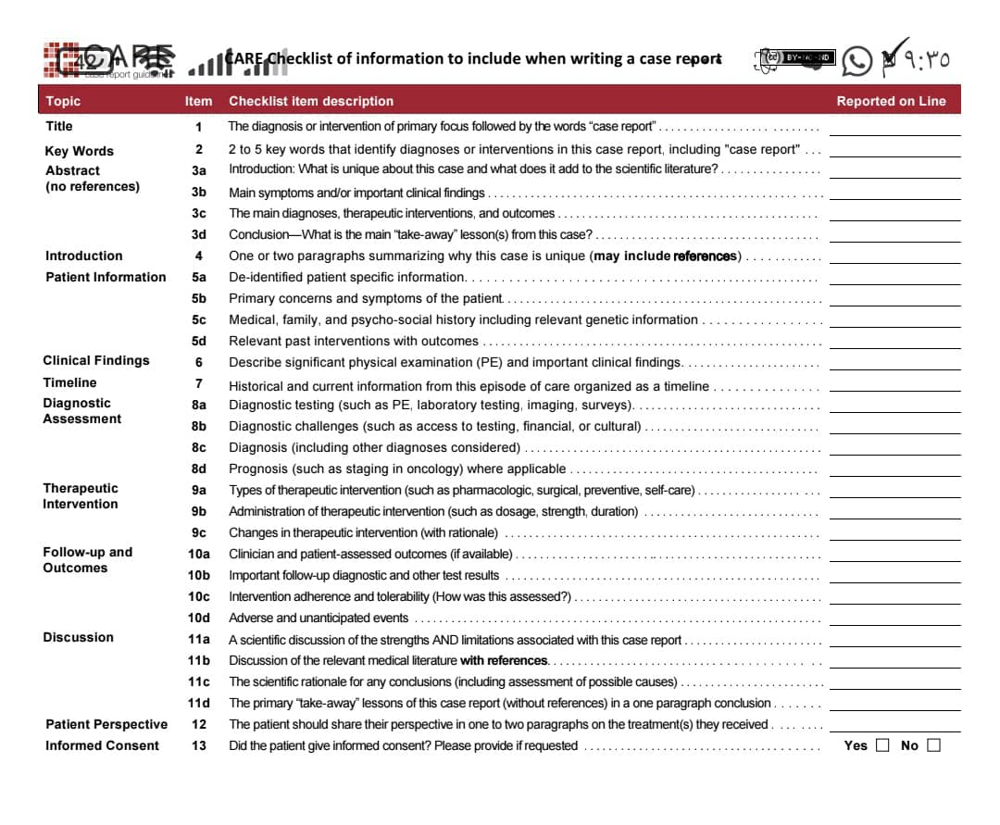 CARE
case report guidelines
42
CARE Checklist of information to include when writing a case report
BY-NC-ND
٩:٣٥
Topic Item Checklist item description Reported on Line
Title 1 The diagnosis or intervention of primary focus followed by the words “case report”
Key Words 2 2 to 5 key words that identify diagnoses or interventions in this case report, including "case report"
Abstract (no references) 3a Introduction: What is unique about this case and what does it add to the scientific literature?
3b Main symptoms and/or important clinical findings
3c The main diagnoses, therapeutic interventions, and outcomes
3d Conclusion—What is the main “take-away” lesson(s) from this case?
Introduction 4 One or two paragraphs summarizing why this case is unique (may include references)
Patient Information 5a De-identified patient specific information.
5b Primary concerns and symptoms of the patient.
5c Medical, family, and psycho-social history including relevant genetic information
5d Relevant past interventions with outcomes
Clinical Findings 6 Describe significant physical examination (PE) and important clinical findings.
Timeline 7 Historical and current information from this episode of care organized as a timeline
Diagnostic Assessment 8a Diagnostic testing (such as PE, laboratory testing, imaging, surveys).
8b Diagnostic challenges (such as access to testing, financial, or cultural)
8c Diagnosis (including other diagnoses considered)
8d Prognosis (such as staging in oncology) where applicable
Therapeutic Intervention 9a Types of therapeutic intervention (such as pharmacologic, surgical, preventive, self-care)
9b Administration of therapeutic intervention (such as dosage, strength, duration)
9c Changes in therapeutic intervention (with rationale)
Follow-up and Outcomes 10a Clinician and patient-assessed outcomes (if available)
10b Important follow-up diagnostic and other test results
10c Intervention adherence and tolerability (How was this assessed?)
10d Adverse and unanticipated events
Discussion 11a A scientific discussion of the strengths AND limitations associated with this case report
11b Discussion of the relevant medical literature with references.
11c The scientific rationale for any conclusions (including assessment of possible causes)
11d The primary “take-away” lessons of this case report (without references) in a one paragraph conclusion
Patient Perspective 12 The patient should share their perspective in one to two paragraphs on the treatment(s) they received
Informed Consent 13 Did the patient give informed consent? Please provide if requested Yes No